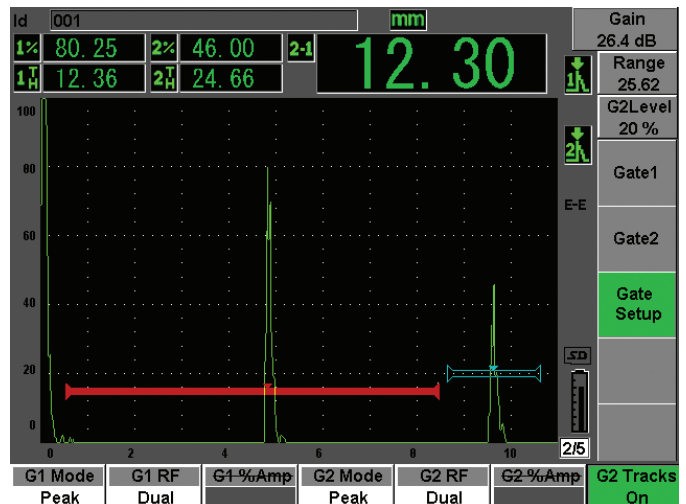 Id 001 mm Gain
26.4 dB
1% 80.25 2% 46.00 2-1 12.30
1TH 12.36 2TH 24.66
1
Range
25.62
G2Level
20 %
2
Gate1
E-E
Gate2
Gate
Setup
SD
2/5
100
80
60
40
20
0
0 2 4 6 8 10
G1 Mode G1 RF G1 %Amp G2 Mode G2 RF G2 %Amp G2 Tracks
Peak Dual Peak Dual On